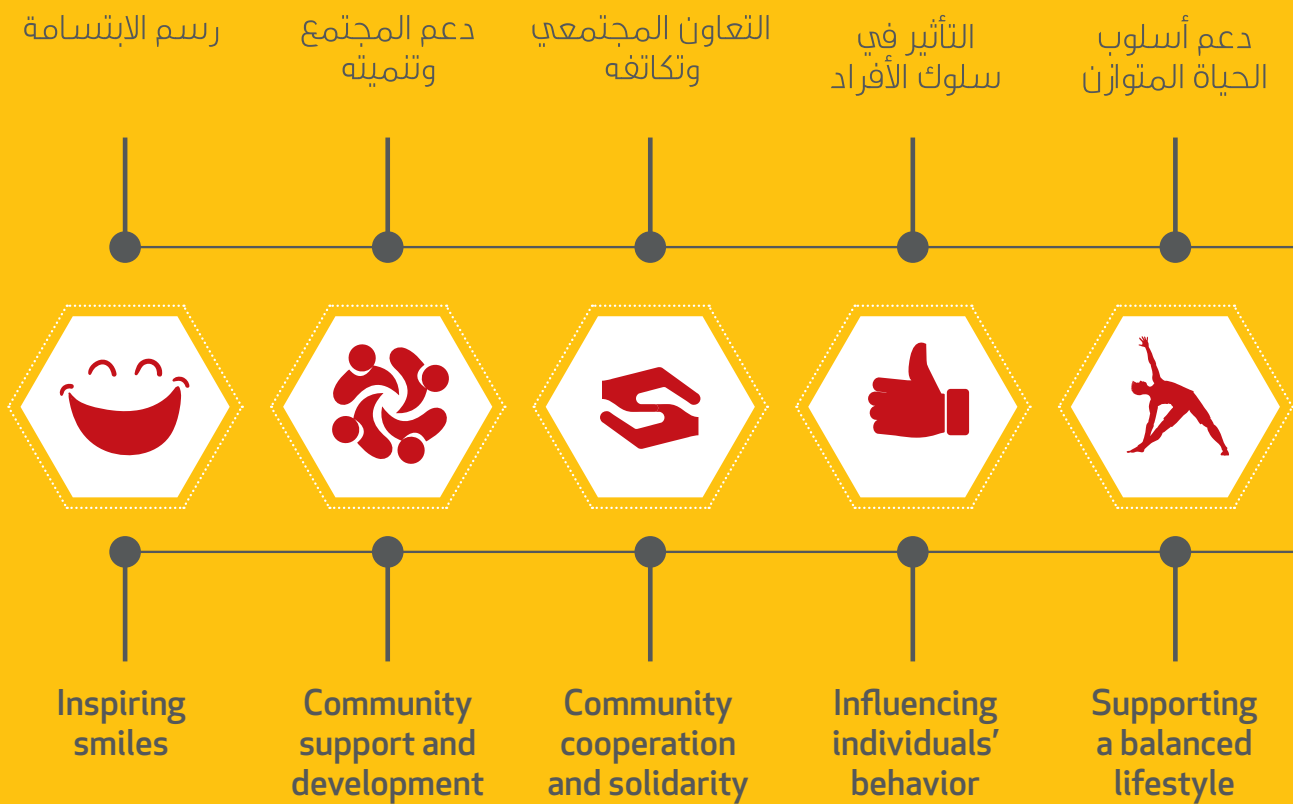 رسم الابتسامة
دعم المجتمع
وتنميته
التعاون المجتمعي
وتكاتفه
التأثير في
سلوك الأفراد
دعم أسلوب
الحياة المتوازن
Inspiring
smiles
Community
support and
development
Community
cooperation
and solidarity
Influencing
individuals’
behavior
Supporting
a balanced
lifestyle